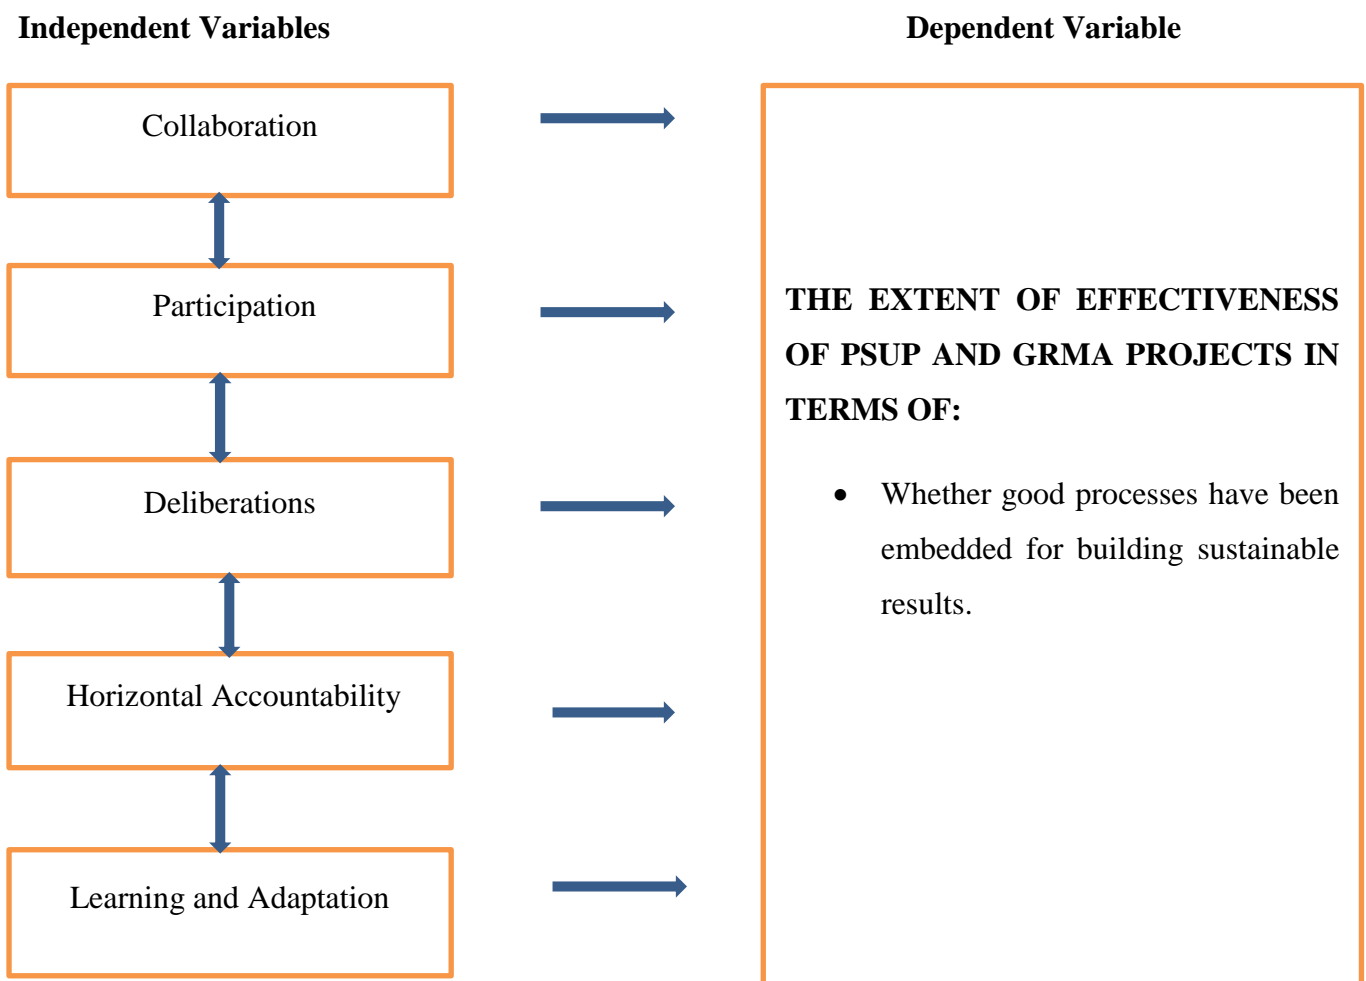 Independent Variables
Dependent Variable
Collaboration
Participation
Deliberations
Horizontal Accountability
Learning and Adaptation
THE EXTENT OF EFFECTIVENESS
OF PSUP AND GRMA PROJECTS IN
TERMS OF:
• Whether good processes have been
embedded for building sustainable
results.